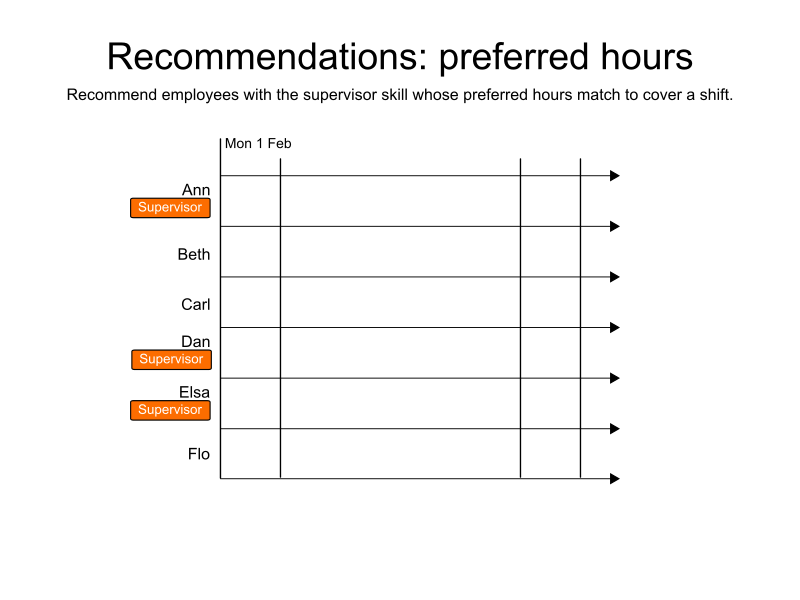 Recommendations: preferred hours
Recommend employees with the supervisor skill whose preferred hours match to cover a shift.
Mon 1 Feb
Ann
Supervisor
Beth
Carl
Dan
Supervisor
Elsa
Supervisor
Flo